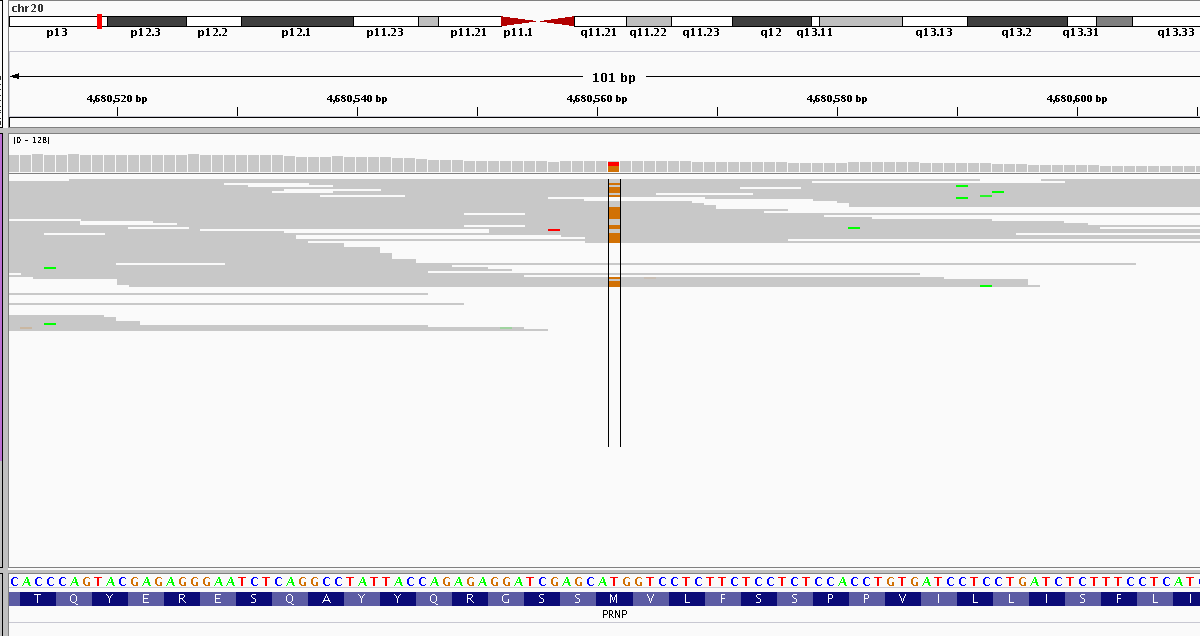 chr20
p13 p12.3 p12.2 p12.1 p11.23 p11.21 p11.1 q11.21 q11.22 q11.23 q12 q13.11 q13.13 q13.2 q13.31 q13.33
101 bp
4,680,520 bp 4,680,540 bp 4,680,560 bp 4,680,580 bp 4,680,600 bp
[0 - 128]
CACCCAGTACGAGAGGGAATCTCAGGCCTATTACCAGAGAGGATCGAGCATGGTCCTCTTCTCCTCTCCACCTGTGATCCTCCTGATCTCTTTCCTCAT
T Q Y E R E S Q A Y Y Q R G S S M V L F S S P P V I L L I S F L I
PRNP